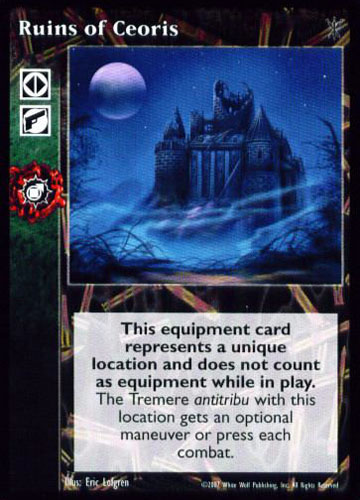 Ruins of Ceoris
This equipment card
represents a unique
location and does not count
as equipment while in play.
The Tremere antitribu with this
location gets an optional
maneuver or press each
combat.
Illus: Eric Lofgren
©2007 White Wolf Publishing, Inc. All Rights Reserved